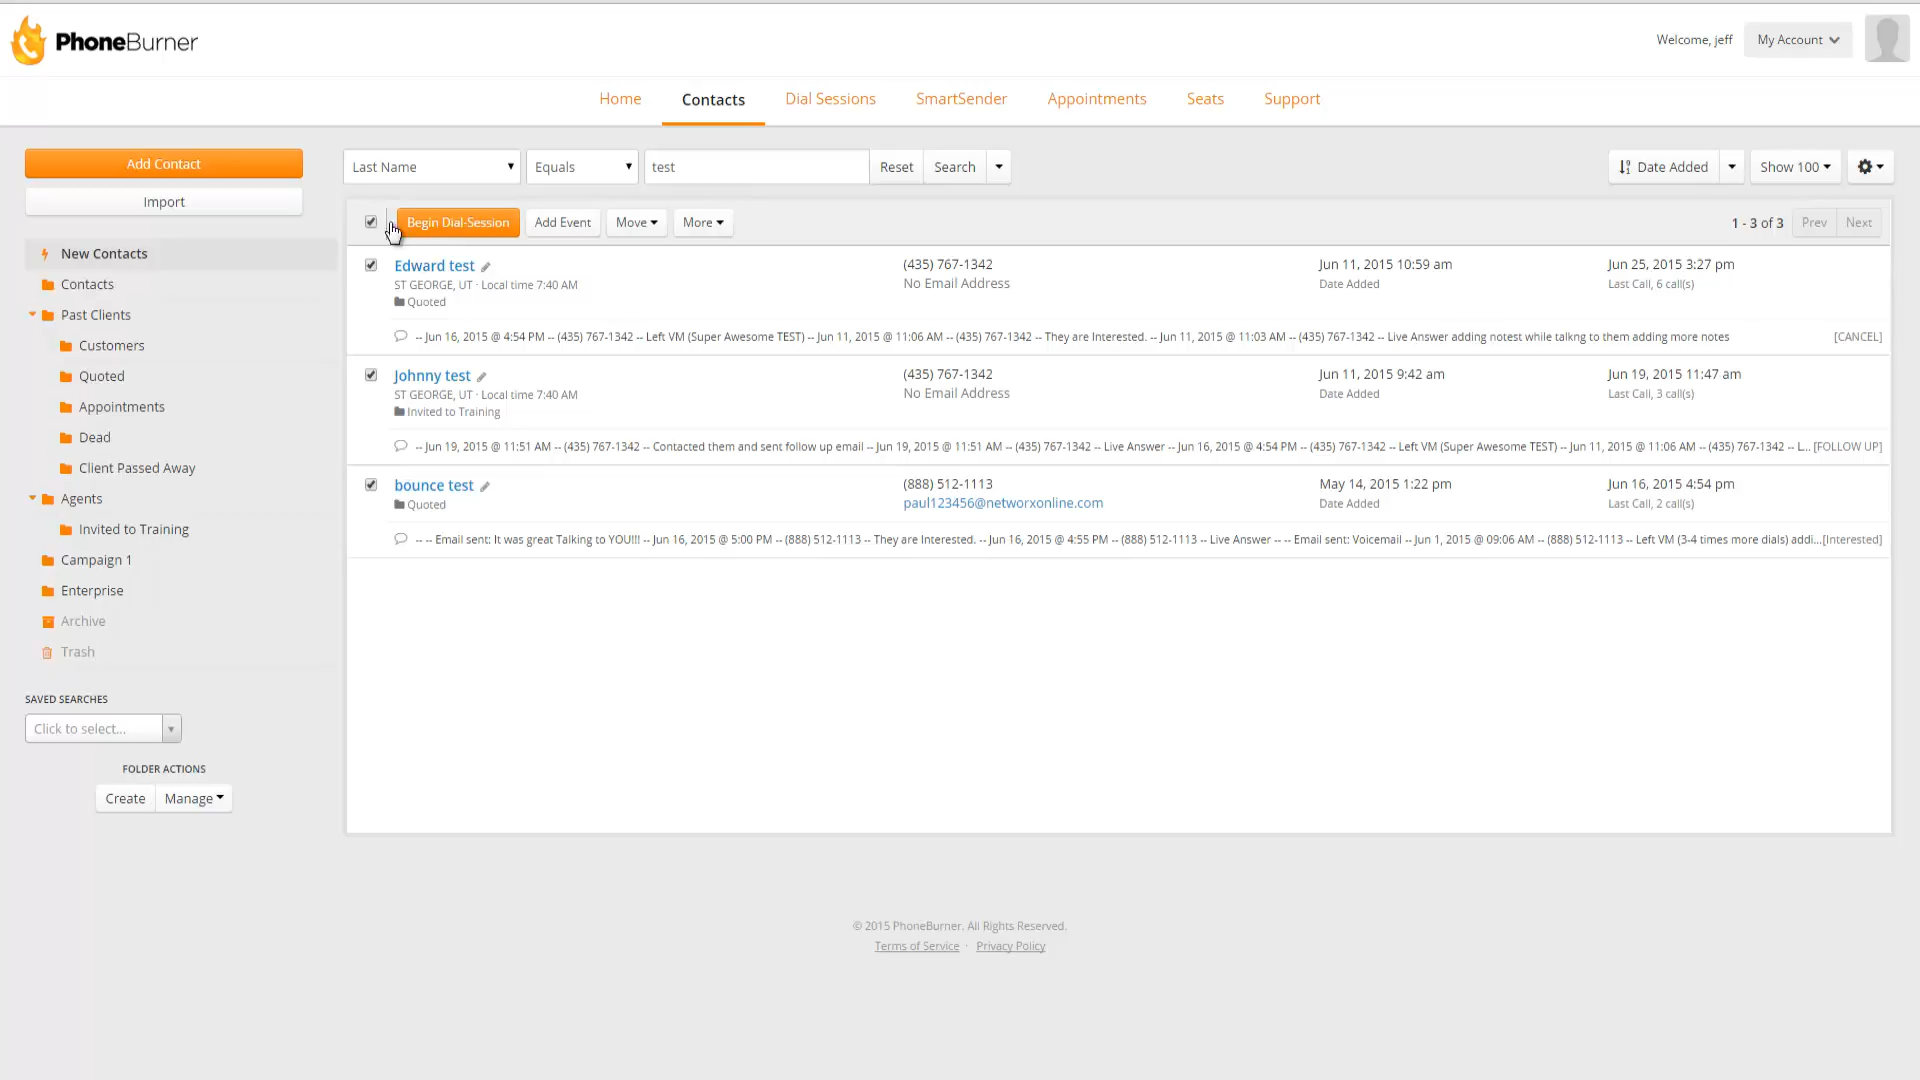 PhoneBurner
Welcome, jeff
My Account
Home
Contacts
Dial Sessions
SmartSender
Appointments
Seats
Support
Add Contact
Import
New Contacts
Contacts
Past Clients
Customers
Quoted
Appointments
Dead
Client Passed Away
Agents
Invited to Training
Campaign 1
Enterprise
Archive
Trash
SAVED SEARCHES
Click to select...
FOLDER ACTIONS
Create
Manage
Last Name
Equals
test
Reset
Search
Date Added
Show 100
Begin Dial-Session
Add Event
Move
More
1 - 3 of 3
Prev
Next
Edward test
(435) 767-1342
Jun 11, 2015 10:59 am
Jun 25, 2015 3:27 pm
ST GEORGE, UT · Local time 7:40 AM
No Email Address
Date Added
Last Call, 6 call(s)
Quoted
-- Jun 16, 2015 @ 4:54 PM -- (435) 767-1342 -- Left VM (Super Awesome TEST) -- Jun 11, 2015 @ 11:06 AM -- (435) 767-1342 -- They are Interested. -- Jun 11, 2015 @ 11:03 AM -- (435) 767-1342 -- Live Answer adding notest while talkng to them adding more notes
[CANCEL]
Johnny test
(435) 767-1342
Jun 11, 2015 9:42 am
Jun 19, 2015 11:47 am
ST GEORGE, UT · Local time 7:40 AM
No Email Address
Date Added
Last Call, 3 call(s)
Invited to Training
-- Jun 19, 2015 @ 11:51 AM -- (435) 767-1342 -- Contacted them and sent follow up email -- Jun 19, 2015 @ 11:51 AM -- (435) 767-1342 -- Live Answer -- Jun 16, 2015 @ 4:54 PM -- (435) 767-1342 -- Left VM (Super Awesome TEST) -- Jun 11, 2015 @ 11:06 AM -- (435) 767-1342 -- L... [FOLLOW UP]
bounce test
(888) 512-1113
May 14, 2015 1:22 pm
Jun 16, 2015 4:54 pm
Quoted
paul123456@networxonline.com
Date Added
Last Call, 2 call(s)
-- -- Email sent: It was great Talking to YOU!!! -- Jun 16, 2015 @ 5:00 PM -- (888) 512-1113 -- They are Interested. -- Jun 16, 2015 @ 4:55 PM -- (888) 512-1113 -- Live Answer -- -- Email sent: Voicemail -- Jun 1, 2015 @ 09:06 AM -- (888) 512-1113 -- Left VM (3-4 times more dials) addi...[Interested]
© 2015 PhoneBurner. All Rights Reserved.
Terms of Service · Privacy Policy